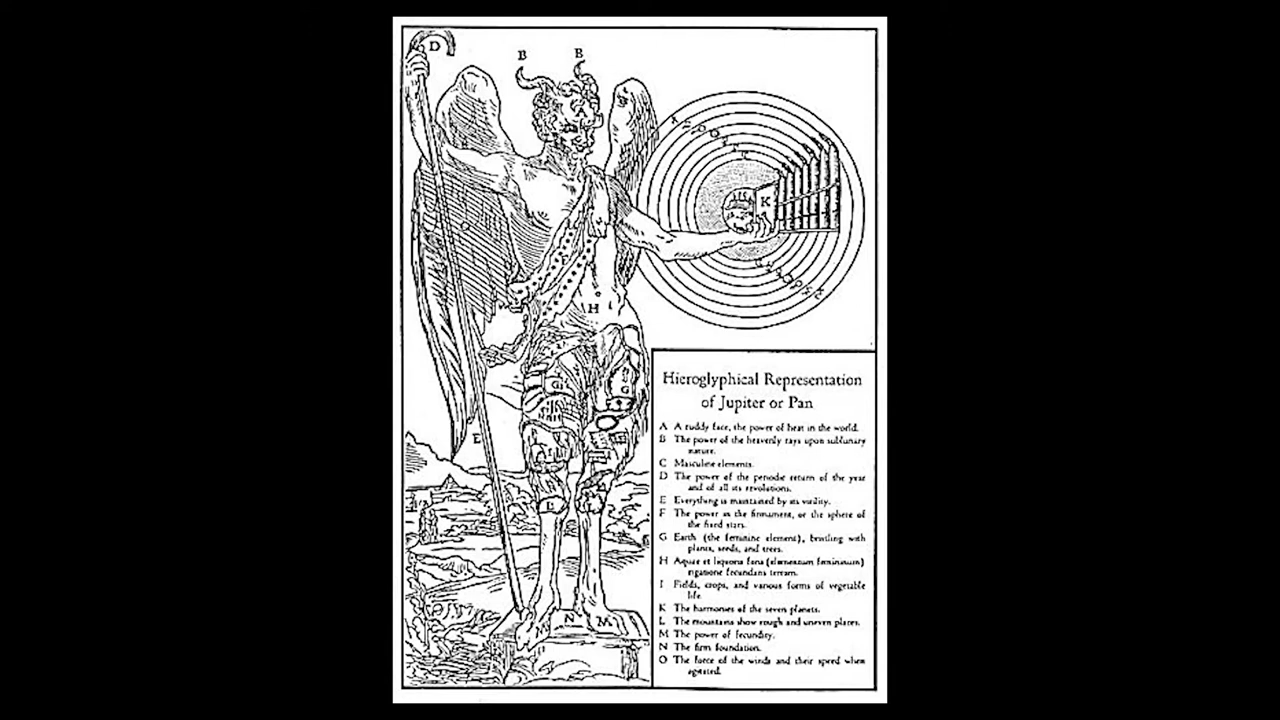 D
B B
K
H
G
G
E
L
N M
Hieroglyphical Representation
of Jupiter or Pan
A A ruddy face, the power of heat in the world.
B The power of the heavenly rays upon sublunary
nature.
C Masculine elements.
D The power of the periodic return of the year
and of all its revolutions.
E Everything is maintained by its virility.
F The power in the firmament, or the sphere of
the fixed stars.
G Earth (the feminine element), bristling with
plants, seeds, and trees.
H Aquae et liquora fona (elementum femininum)
rigatione fecundans terram.
I Fields, crops, and various forms of vegetable
life.
K The harmonies of the seven planets.
L The mountains show rough and uneven places.
M The power of fecundity.
N The firm foundation.
O The force of the winds and their speed when
agitated.